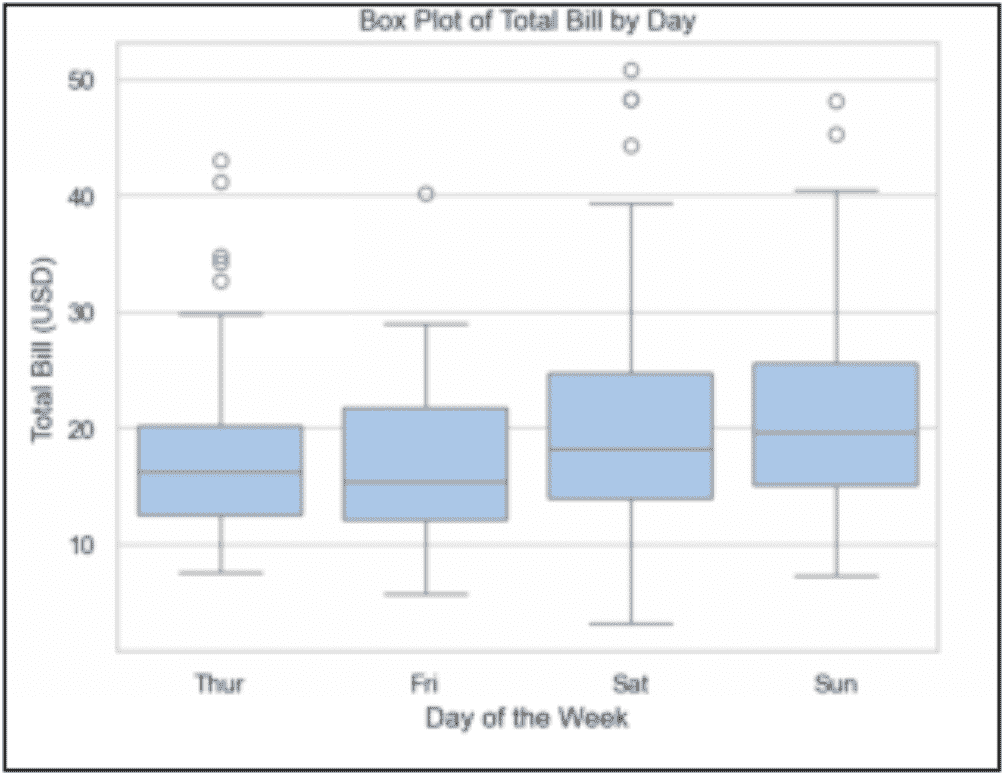 Box Plot of Total Bill by Day
50
40
30
20
10
Total Bill (USD)
Thur Fri Sat Sun
Day of the Week